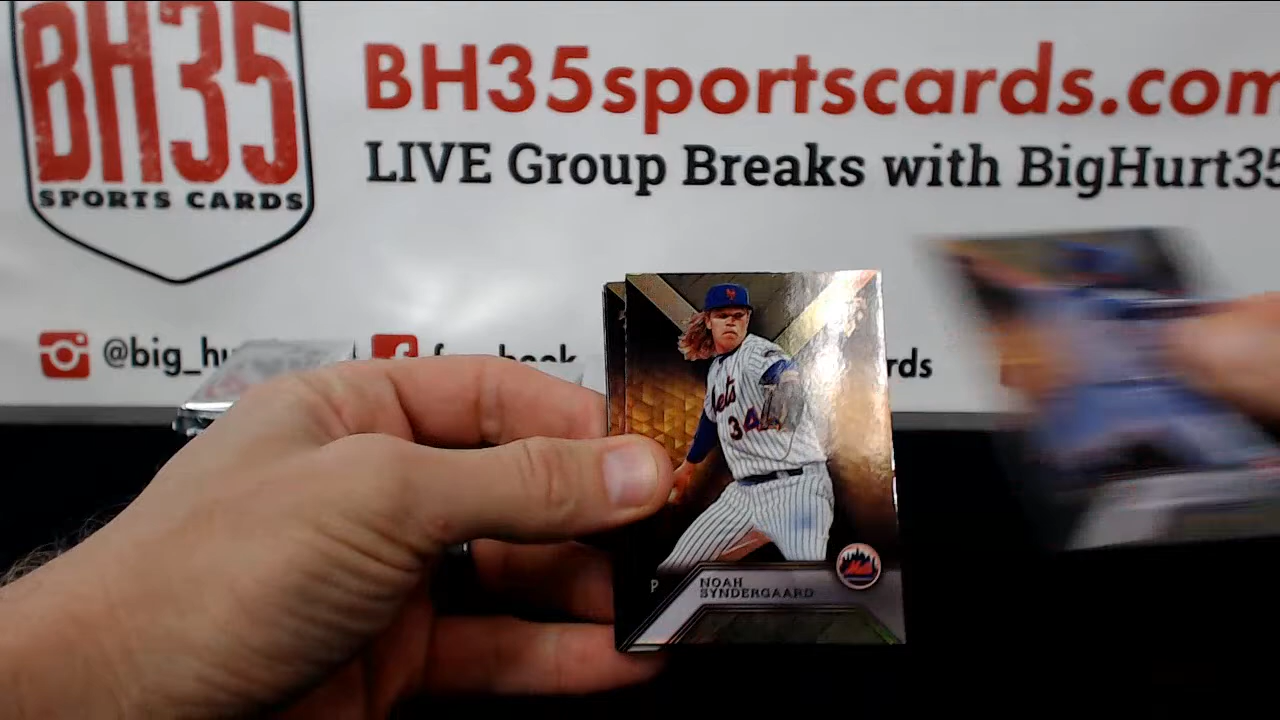 BH35
SPORTS CARDS
BH35sportscards.com
LIVE Group Breaks with BigHurt35
@big_hu
rds
Mets
34
P
NOAH
SYNDERGAARD